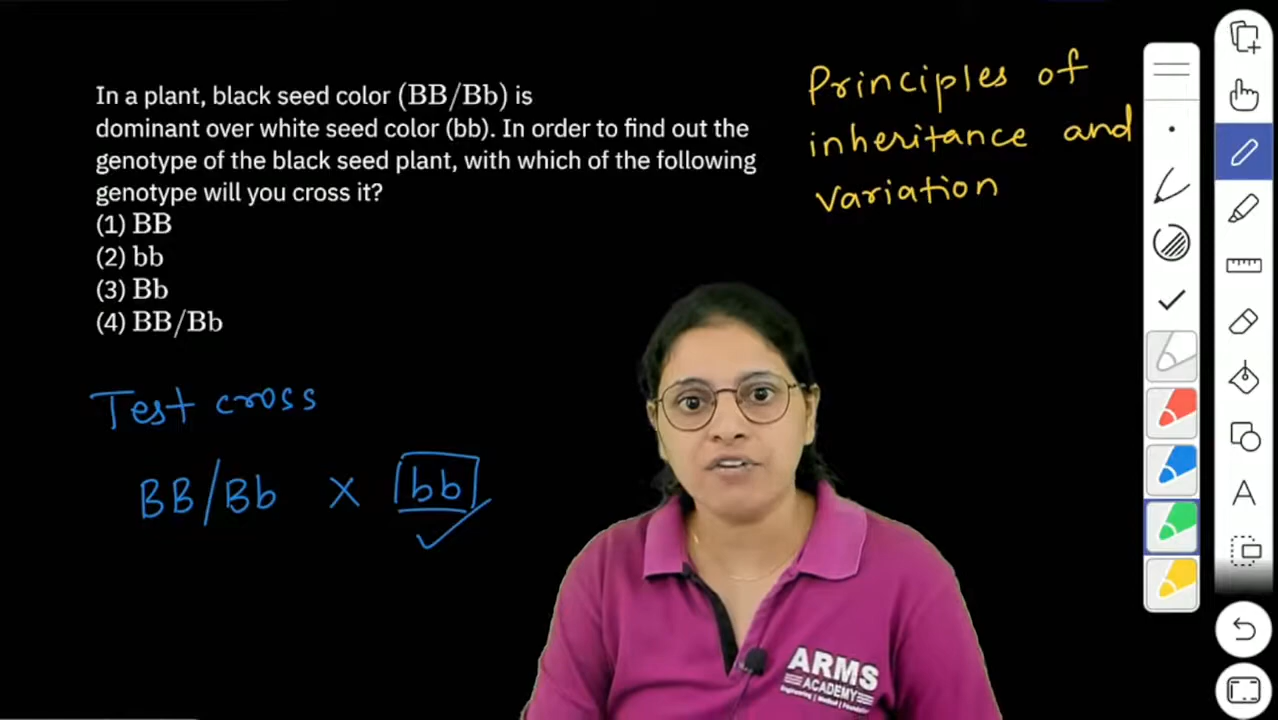 In a plant, black seed color (BB/Bb) is
dominant over white seed color (bb). In order to find out the
genotype of the black seed plant, with which of the following
genotype will you cross it?
(1) BB
(2) bb
(3) Bb
(4) BB/Bb
Principles of
inheritance and
variation
Test cross
BB/Bb X bb
ARMS
ACADEMY
Engineering | Medical | Foundation
A